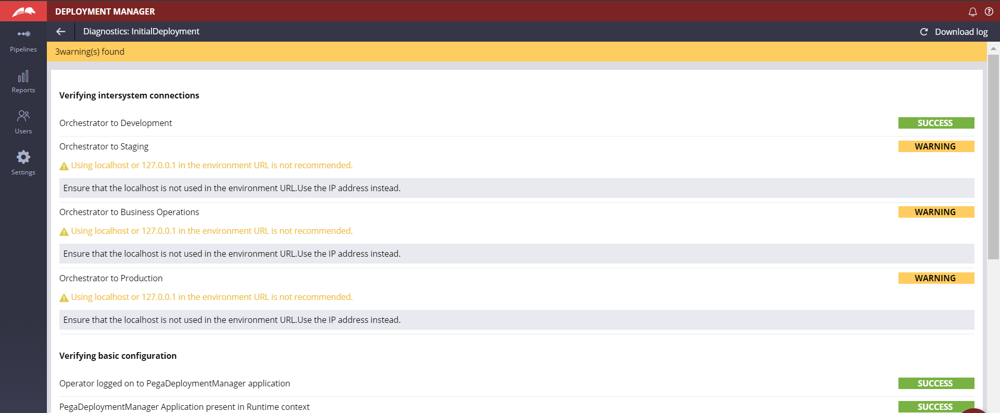 DEPLOYMENT MANAGER
Diagnostics: InitialDeployment
Download log
Pipelines
Reports
Users
Settings
3warning(s) found
Verifying intersystem connections
Orchestrator to Development SUCCESS
Orchestrator to Staging WARNING
Using localhost or 127.0.0.1 in the environment URL is not recommended.
Ensure that the localhost is not used in the environment URL.Use the IP address instead.
Orchestrator to Business Operations WARNING
Using localhost or 127.0.0.1 in the environment URL is not recommended.
Ensure that the localhost is not used in the environment URL.Use the IP address instead.
Orchestrator to Production WARNING
Using localhost or 127.0.0.1 in the environment URL is not recommended.
Ensure that the localhost is not used in the environment URL.Use the IP address instead.
Verifying basic configuration
Operator logged on to PegaDeploymentManager application SUCCESS
PegaDeploymentManager Application present in Runtime context SUCCESS